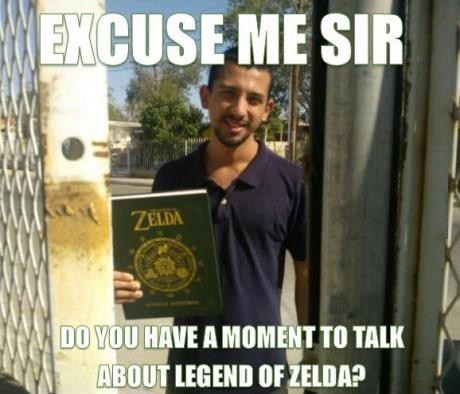 EXCUSE ME SIR
ZELDA
DO YOU HAVE A MOMENT TO TALK
ABOUT LEGEND OF ZELDA?